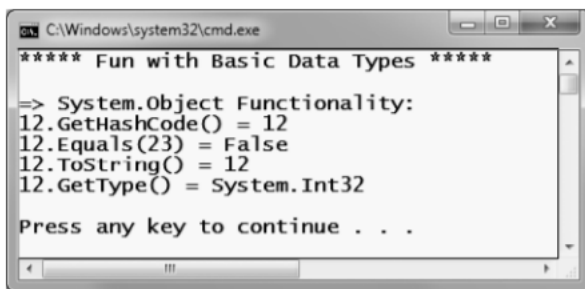 C:\Windows\system32\cmd.exe
***** Fun with Basic Data Types *****
=> System.Object Functionality:
12.GetHashCode() = 12
12.Equals(23) = False
12.ToString() = 12
12.GetType() = System.Int32
Press any key to continue . . .